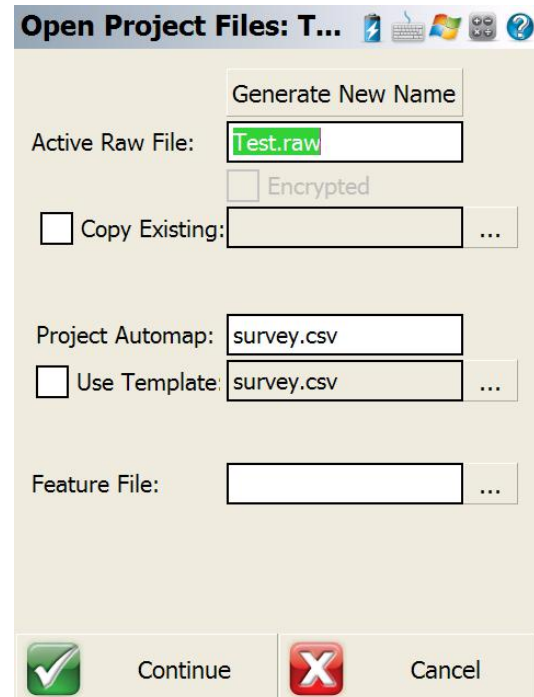 Open Project Files: T...
Generate New Name
Active Raw File: Test.raw
Encrypted
Copy Existing: ...
Project Automap: survey.csv
Use Template: survey.csv ...
Feature File: ...
Continue Cancel